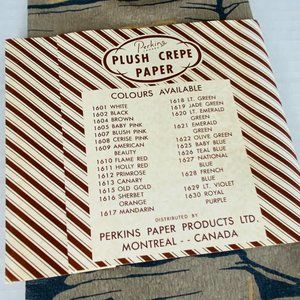 Perkins
PLUSH CREPE
PAPER
COLOURS AVAILABLE
1601 WHITE
1602 BLACK
1604 BROWN
1605 BABY PINK
1607 BLUSH PINK
1608 CERISE PINK
1609 AMERICAN
BEAUTY
1610 FLAME RED
1611 HOLLY RED
1612 PRIMROSE
1613 CANARY
1615 OLD GOLD
1616 SHERBET
ORANGE
1617 MANDARIN
1618 LT. GREEN
1619 JADE GREEN
1620 LT. EMERALD
GREEN
1621 EMERALD
GREEN
1622 OLIVE GREEN
1625 BABY BLUE
1626 TEAL BLUE
1627 NATIONAL
BLUE
1628 FRENCH
BLUE
1629 LT. VIOLET
1630 ROYAL
PURPLE
DISTRIBUTED BY
PERKINS PAPER PRODUCTS LTD.
MONTREAL -- CANADA